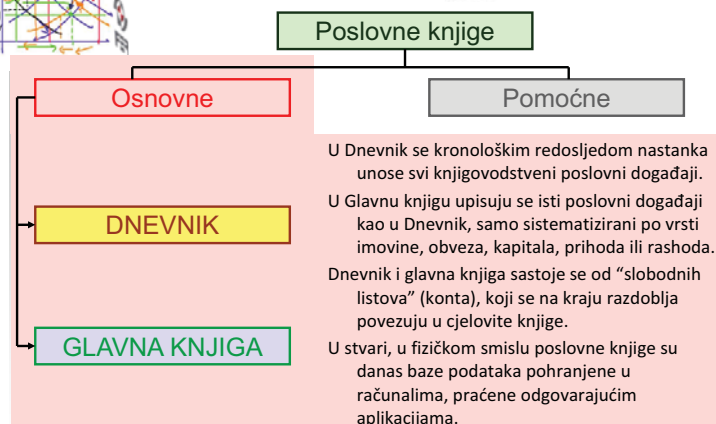 Poslovne knjige
Osnovne
Pomoćne
DNEVNIK
GLAVNA KNJIGA
U Dnevnik se kronološkim redosljedom nastanka
unose svi knjigovodstveni poslovni događaji.
U Glavnu knjigu upisuju se isti poslovni događaji
kao u Dnevnik, samo sistematizirani po vrsti
imovine, obveza, kapitala, prihoda ili rashoda.
Dnevnik i glavna knjiga sastoje se od “slobodnih
listova” (konta), koji se na kraju razdoblja
povezuju u cjelovite knjige.
U stvari, u fizičkom smislu poslovne knjige su
danas baze podataka pohranjene u
računalima, praćene odgovarajućim
aplikacijama.